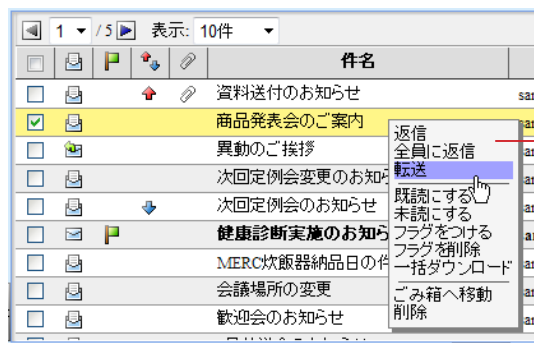 1 / 5 表示: 10件
件名
資料送付のお知らせ
商品発表会のご案内
異動のご挨拶
次回定例会変更のお知
次回定例会のお知らせ
健康診断実施のお知ら
MERC炊飯器納品日の件
会議場所の変更
歓迎会のお知らせ
返信
全員に返信
転送
既読にする
未読にする
フラグをつける
フラグを削除
一括ダウンロード
ごみ箱へ移動
削除